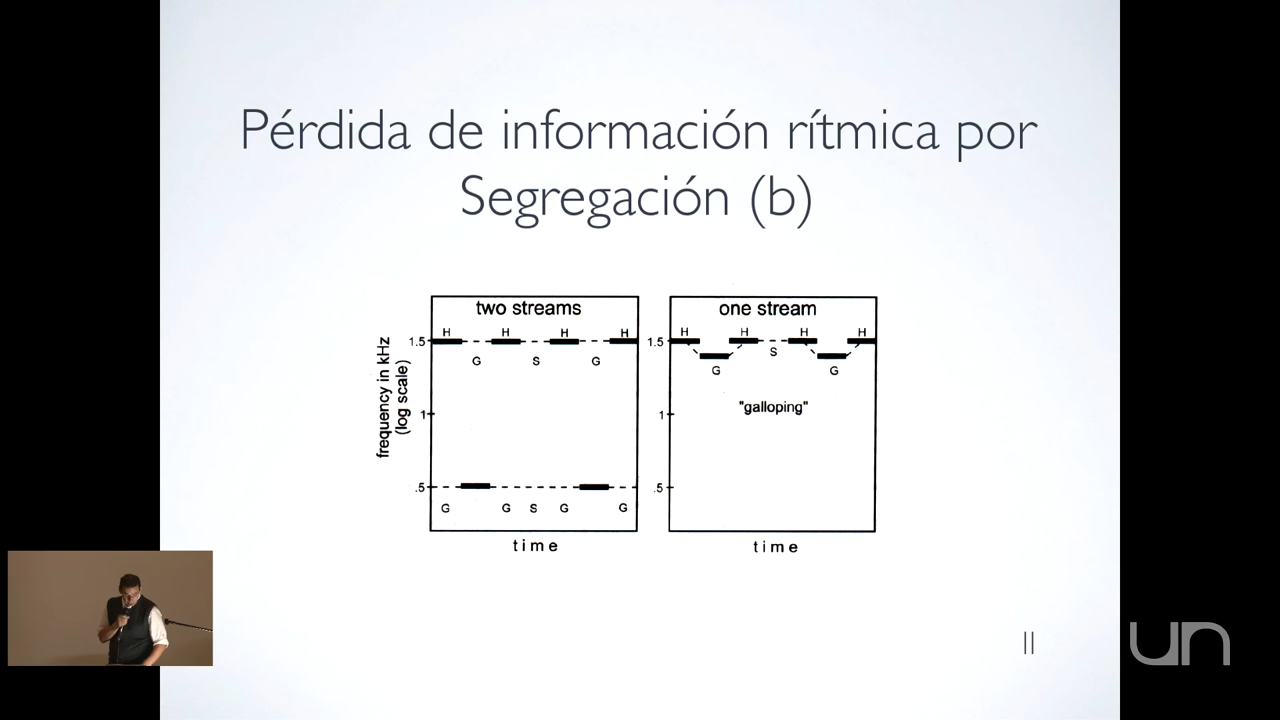 Pérdida de información rítmica por
Segregación (b)
two streams
one stream
frequency in kHz
(log scale)
1.5
H H H H
G S G
1
.5
G G S G G
time
1.5
H H H H
S
G G
"galloping"
1
.5
time
11
un